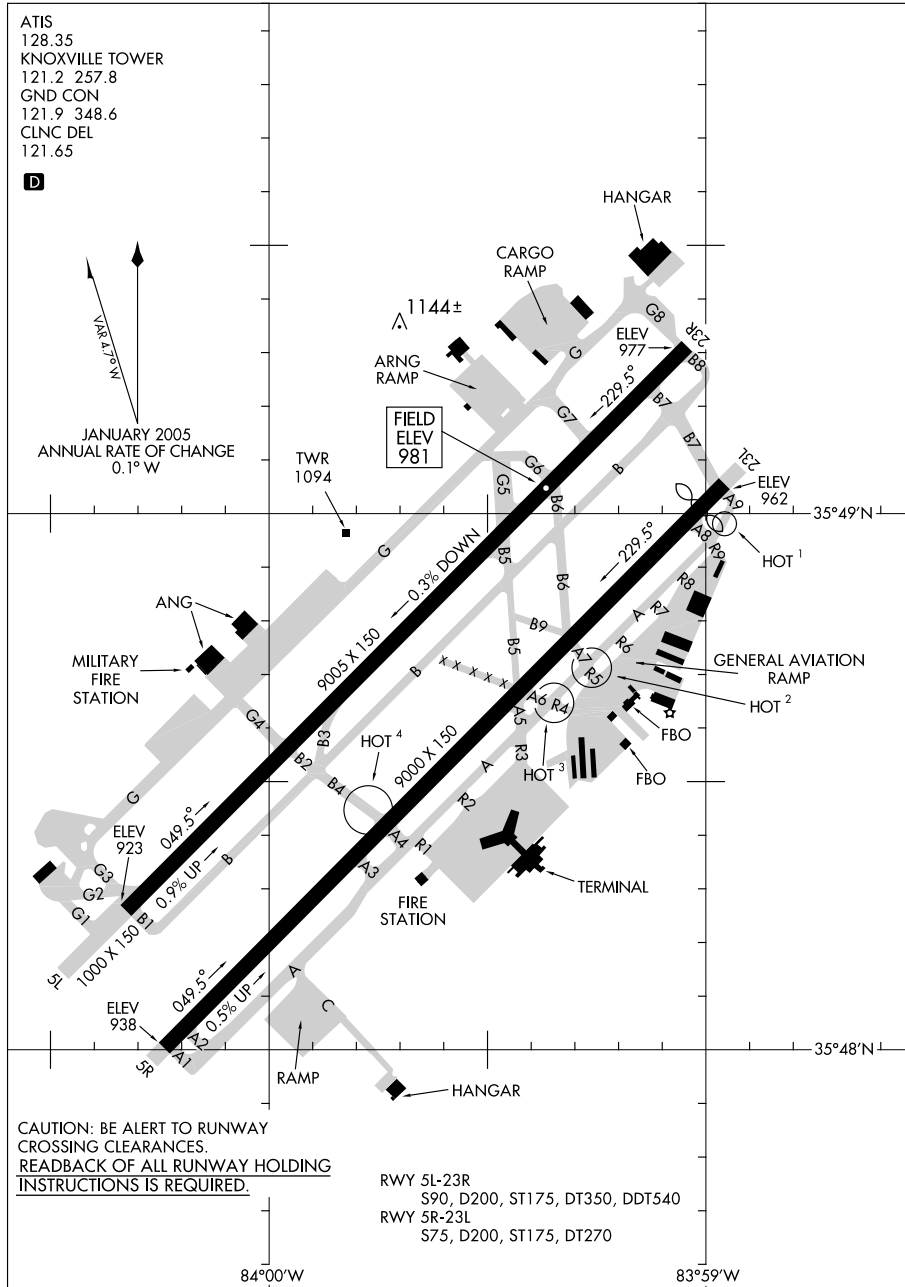 ATIS
128.35
KNOXVILLE TOWER
121.2 257.8
GND CON
121.9 348.6
CLNC DEL
121.65
D
HANGAR
CARGO
RAMP
1144±
G8
23R
ELEV
977
B8
G
VAR 4.7° W
ARNG
RAMP
229.5°
B7
G7
FIELD
ELEV
981
JANUARY 2005
ANNUAL RATE OF CHANGE
0.1° W
B7
23L
TWR
1094
G6
B
G5
B6
ELEV
962
A9
35°49'N
A8
R9
HOT 1
229.5°
G
B5
0.3% DOWN
B6
R8
A
R7
ANG
B9
R6
MILITARY
FIRE
STATION
9005 X 150
B
B5
A7
R5
GENERAL AVIATION
RAMP
X X X X X
HOT 2
A6
R4
G4
A5
FBO
B3
HOT 4
9000 X 150
R3
HOT 3
FBO
B2
A
B4
G
R2
049.5°
ELEV
923
A4
R1
0.9% UP
B
A3
TERMINAL
G3
G2
G1
B1
FIRE
STATION
1000 X 150
5L
049.5°
A
0.5% UP
C
ELEV
938
A2
A1
5R
35°48'N
RAMP
HANGAR
CAUTION: BE ALERT TO RUNWAY
CROSSING CLEARANCES.
READBACK OF ALL RUNWAY HOLDING
INSTRUCTIONS IS REQUIRED.
RWY 5L-23R
S90, D200, ST175, DT350, DDT540
RWY 5R-23L
S75, D200, ST175, DT270
84°00'W
83°59'W